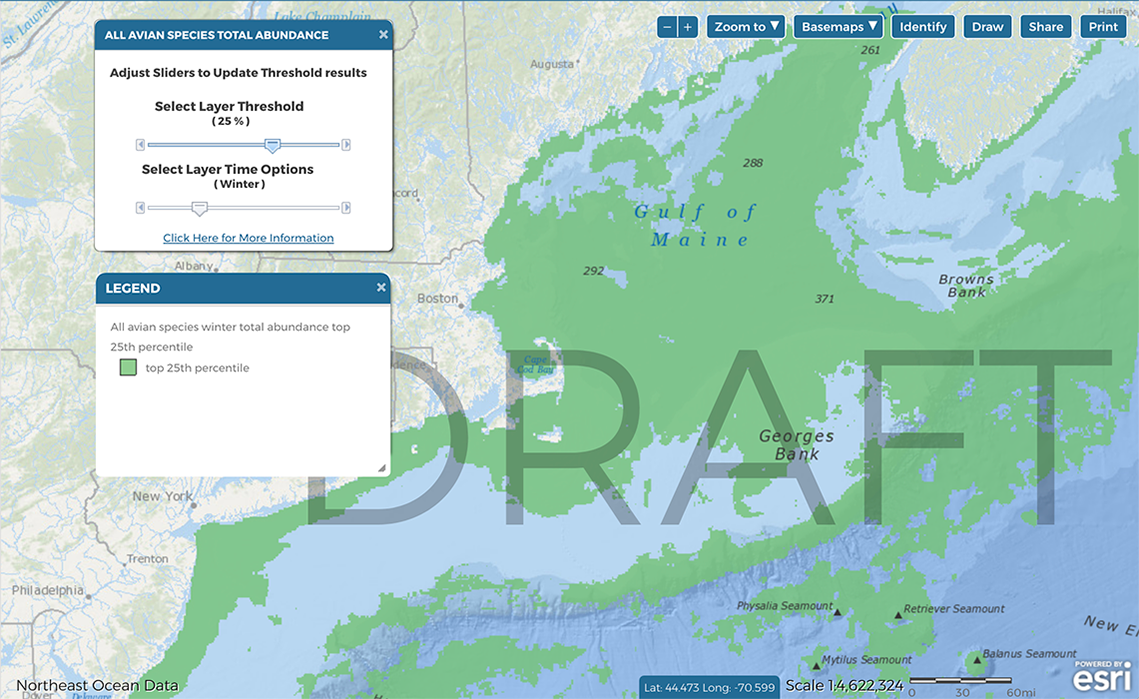 ALL AVIAN SPECIES TOTAL ABUNDANCE ×
Adjust Sliders to Update Threshold results
Select Layer Threshold
( 25 % )
Select Layer Time Options
( Winter )
Click Here for More Information
LEGEND ×
All avian species winter total abundance top
25th percentile
top 25th percentile
− + Zoom to ▼ Basemaps ▼ Identify Draw Share Print
St. Lawrence
Lake Champlain
Halifax
Augusta
261
288
Gulf of
Maine
292
371
Browns
Bank
cord
Albany
Boston
dence
Cape
Cod Bay
DRAFT
Georges
Bank
New York
Trenton
Philadelphia
Dover
Delaware
Physalia Seamount
Retriever Seamount
Mytilus Seamount
Balanus Seamount
New E
Northeast Ocean Data
Lat: 44.473 Long: -70.599
Scale 1:4,622,324
0 30 60mi
POWERED BY
esri